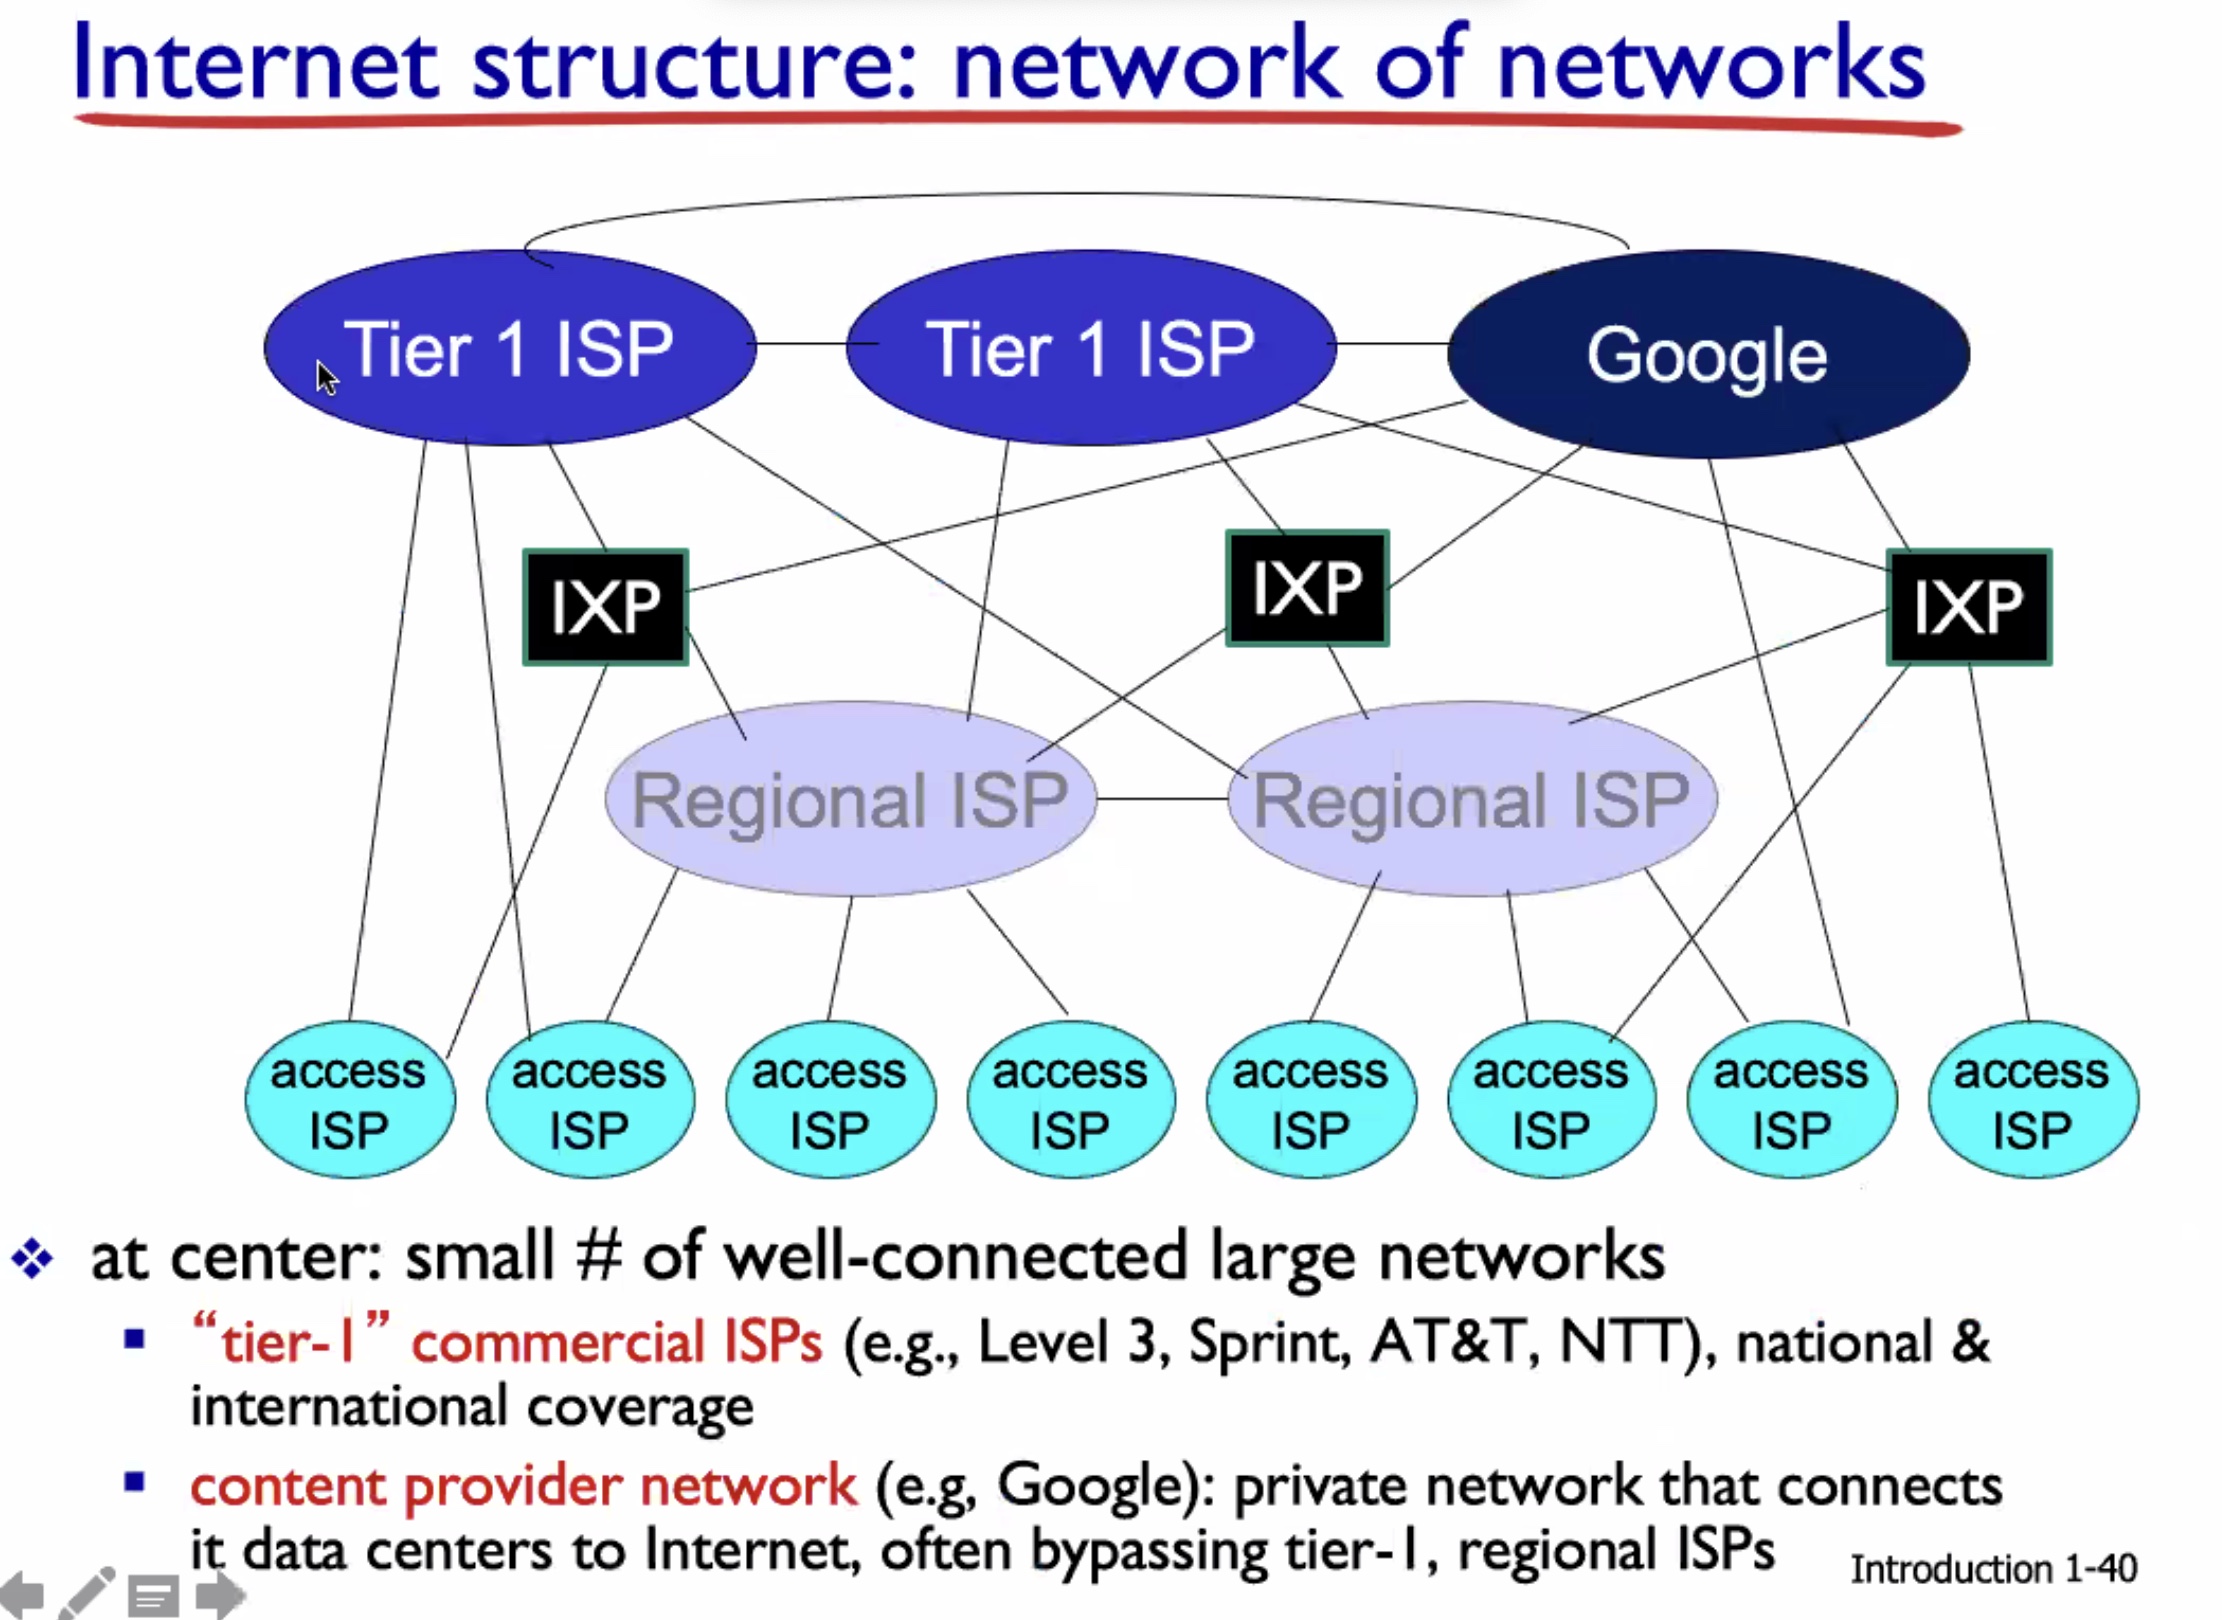 Internet structure: network of networks
Tier 1 ISP
Tier 1 ISP
Google
IXP
IXP
IXP
Regional ISP
Regional ISP
access
ISP
access
ISP
access
ISP
access
ISP
access
ISP
access
ISP
access
ISP
access
ISP
❖ at center: small # of well-connected large networks
▪ “tier-1” commercial ISPs (e.g., Level 3, Sprint, AT&T, NTT), national &
international coverage
▪ content provider network (e.g, Google): private network that connects
it data centers to Internet, often bypassing tier-1, regional ISPs
Introduction 1-40